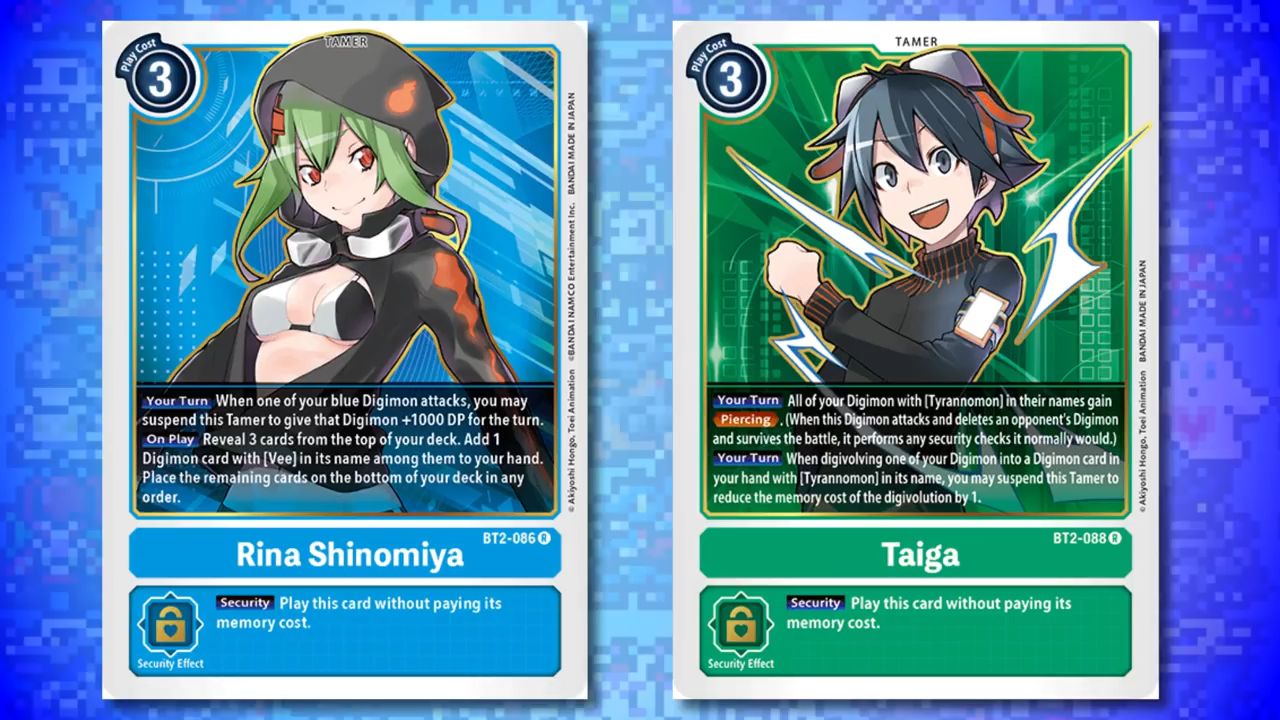 Play Cost
3
TAMER
Your Turn When one of your blue Digimon attacks, you may
suspend this Tamer to give that Digimon +1000 DP for the turn.
On Play Reveal 3 cards from the top of your deck. Add 1
Digimon card with [Vee] in its name among them to your hand.
Place the remaining cards on the bottom of your deck in any
order.
© Akiyoshi Hongo, Toei Animation ©BANDAI NAMCO Entertainment Inc. BANDAI MADE IN JAPAN
BT2-086 R
Rina Shinomiya
Security Play this card without paying its
memory cost.
Security Effect
Play Cost
3
TAMER
Your Turn All of your Digimon with [Tyrannomon] in their names gain
Piercing. (When this Digimon attacks and deletes an opponent's Digimon
and survives the battle, it performs any security checks it normally would.)
Your Turn When digivolving one of your Digimon into a Digimon card in
your hand with [Tyrannomon] in its name, you may suspend this Tamer to
reduce the memory cost of the digivolution by 1.
© Akiyoshi Hongo, Toei Animation BANDAI MADE IN JAPAN
BT2-088 R
Taiga
Security Play this card without paying its
memory cost.
Security Effect